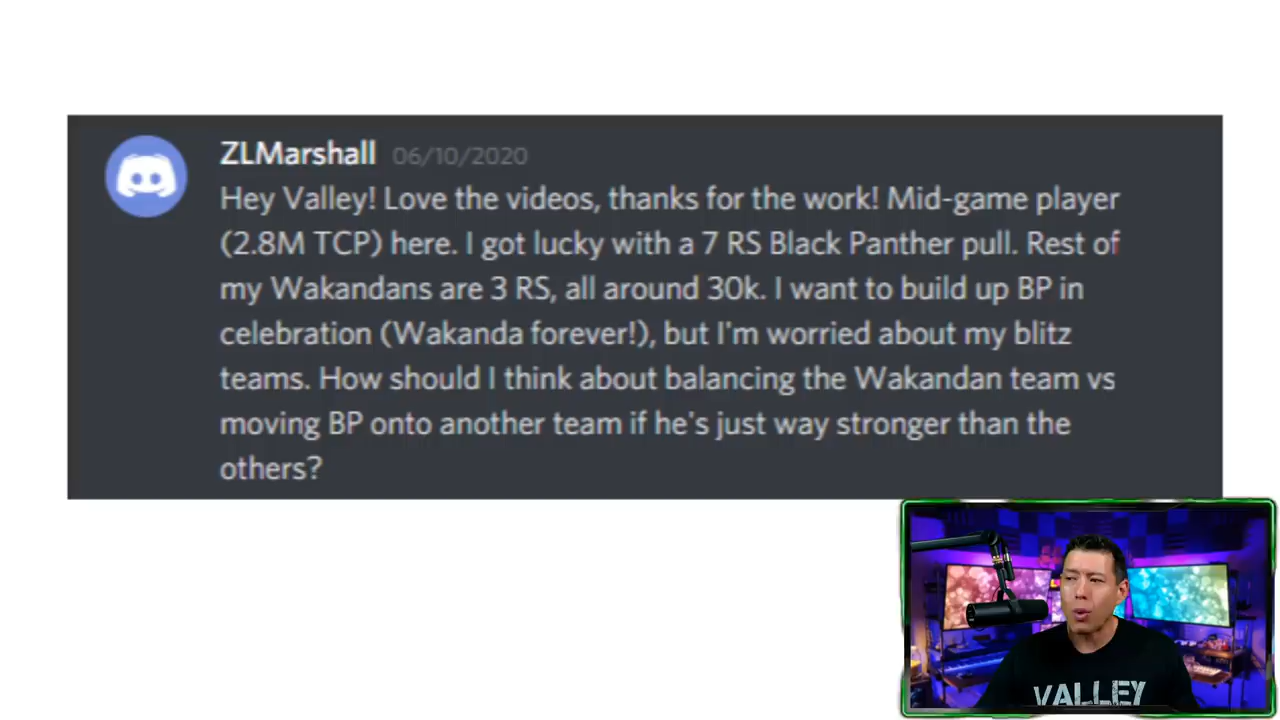 ZLMarshall 06/10/2020
Hey Valley! Love the videos, thanks for the work! Mid-game player
(2.8M TCP) here. I got lucky with a 7 RS Black Panther pull. Rest of
my Wakandans are 3 RS, all around 30k. I want to build up BP in
celebration (Wakanda forever!), but I'm worried about my blitz
teams. How should I think about balancing the Wakandan team vs
moving BP onto another team if he's just way stronger than the
others?
VALLEY